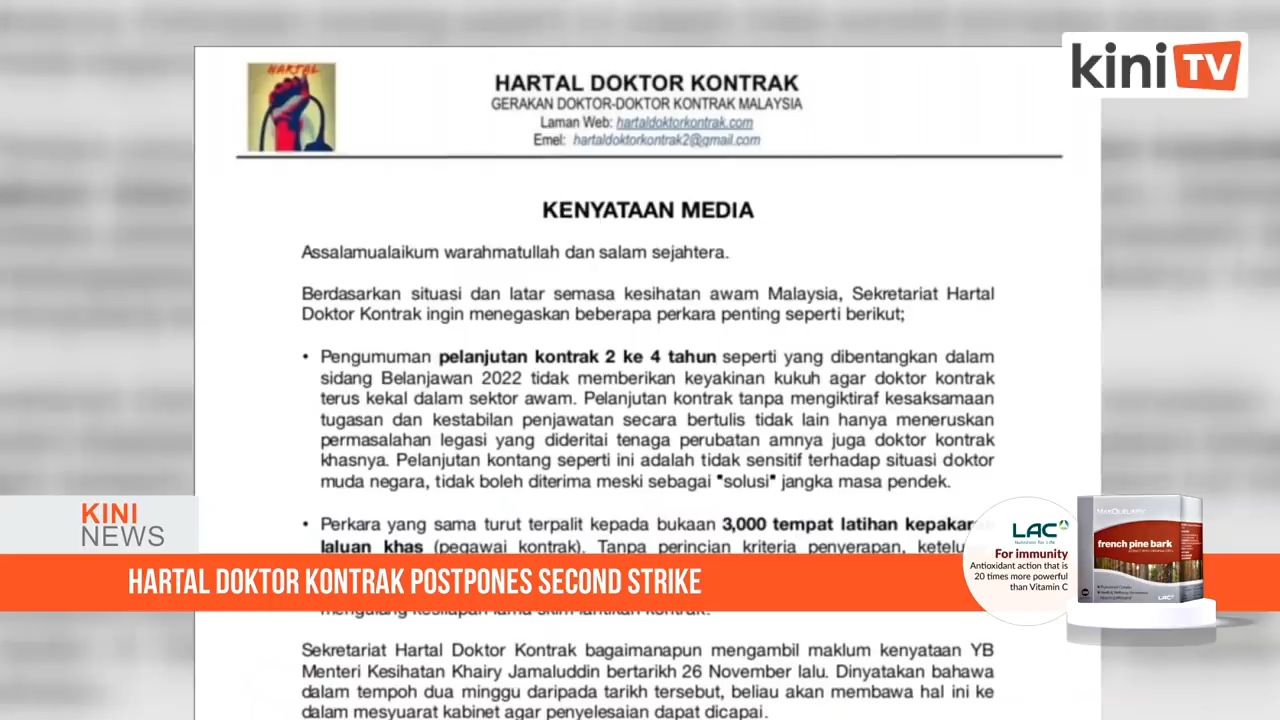 HARTAL
HARTAL DOKTOR KONTRAK
GERAKAN DOKTOR-DOKTOR KONTRAK MALAYSIA
Laman Web: hartaldoktorkontrak.com
Emel: hartaldoktorkontrak2@gmail.com
kini TV
KENYATAAN MEDIA
Assalamualaikum warahmatullah dan salam sejahtera.
Berdasarkan situasi dan latar semasa kesihatan awam Malaysia, Sekretariat Hartal
Doktor Kontrak ingin menegaskan beberapa perkara penting seperti berikut;
• Pengumuman pelanjutan kontrak 2 ke 4 tahun seperti yang dibentangkan dalam
sidang Belanjawan 2022 tidak memberikan keyakinan kukuh agar doktor kontrak
terus kekal dalam sektor awam. Pelanjutan kontrak tanpa mengiktiraf kesaksamaan
tugasan dan kestabilan penjawatan secara bertulis tidak lain hanya meneruskan
permasalahan legasi yang dideritai tenaga perubatan amnya juga doktor kontrak
khasnya. Pelanjutan kontang seperti ini adalah tidak sensitif terhadap situasi doktor
muda negara, tidak boleh diterima meski sebagai "solusi" jangka masa pendek.
• Perkara yang sama turut terpalit kepada bukaan 3,000 tempat latihan kepakaran
laluan khas (pegawai kontrak). Tanpa perincian kriteria penyerapan,
Sekretariat Hartal Doktor Kontrak bagaimanapun mengambil maklum kenyataan YB
Menteri Kesihatan Khairy Jamaluddin bertarikh 26 November lalu. Dinyatakan bahawa
dalam tempoh dua minggu daripada tarikh tersebut, beliau akan membawa hal ini ke
dalam mesyuarat kabinet agar penyelesaian dapat dicapai.
KINI
NEWS
HARTAL DOKTOR KONTRAK POSTPONES SECOND STRIKE
LAC
Nutrition For Life
For immunity
Antioxidant action that is
20 times more powerful
than Vitamin C
french pine bark
LAC